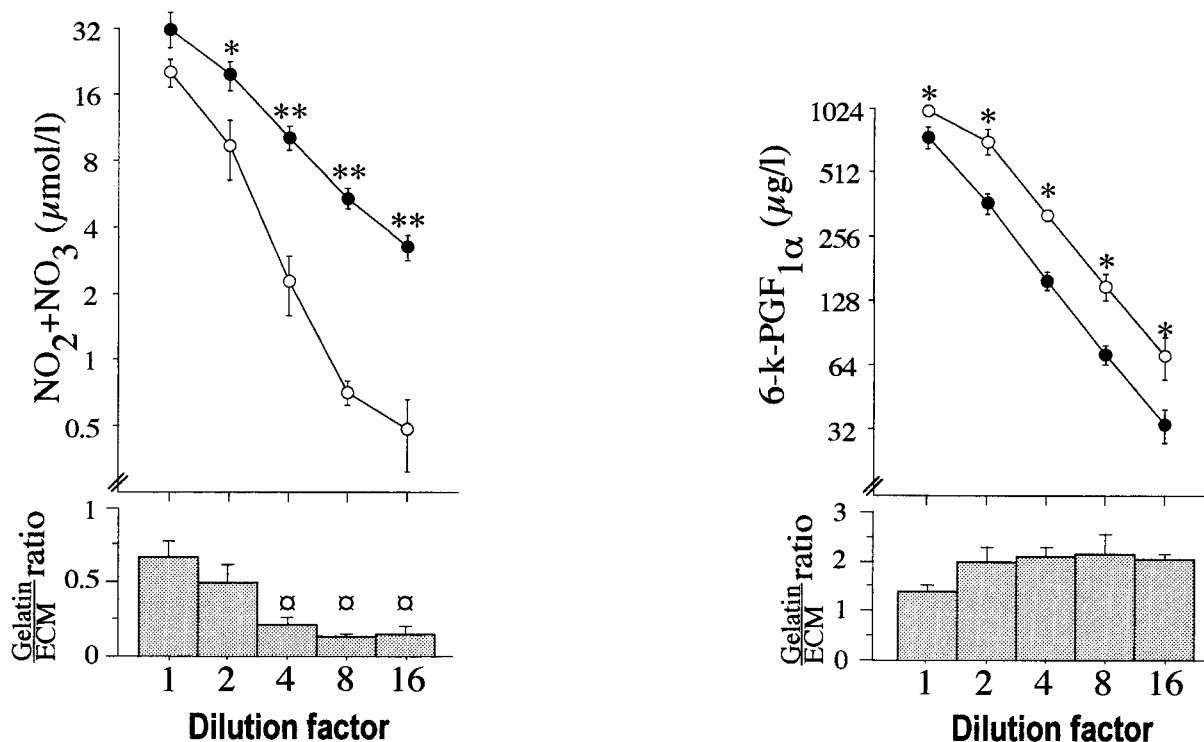 NO2+NO3 (µmol/l)
32
16
8
4
2
1
0.5
*
**
**
**
Gelatin
ECM ratio
1
0.5
0
¤ ¤ ¤
1 2 4 8 16
Dilution factor
6-k-PGF1α (µg/l)
1024
512
256
128
64
32
*
*
*
*
*
Gelatin
ECM ratio
3
2
1
0
1 2 4 8 16
Dilution factor